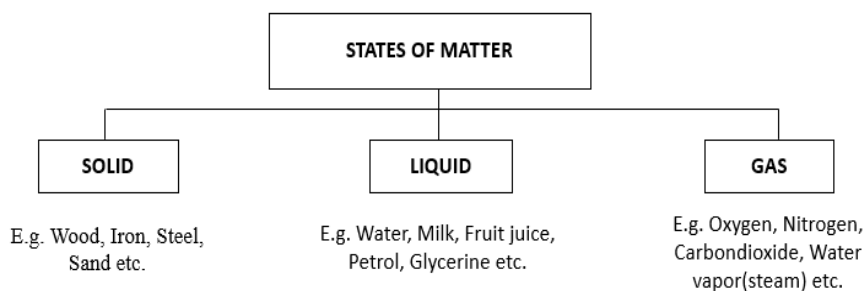 STATES OF MATTER
SOLID
E.g. Wood, Iron, Steel,
Sand etc.
LIQUID
E.g. Water, Milk, Fruit juice,
Petrol, Glycerine etc.
GAS
E.g. Oxygen, Nitrogen,
Carbondioxide, Water
vapor(steam) etc.